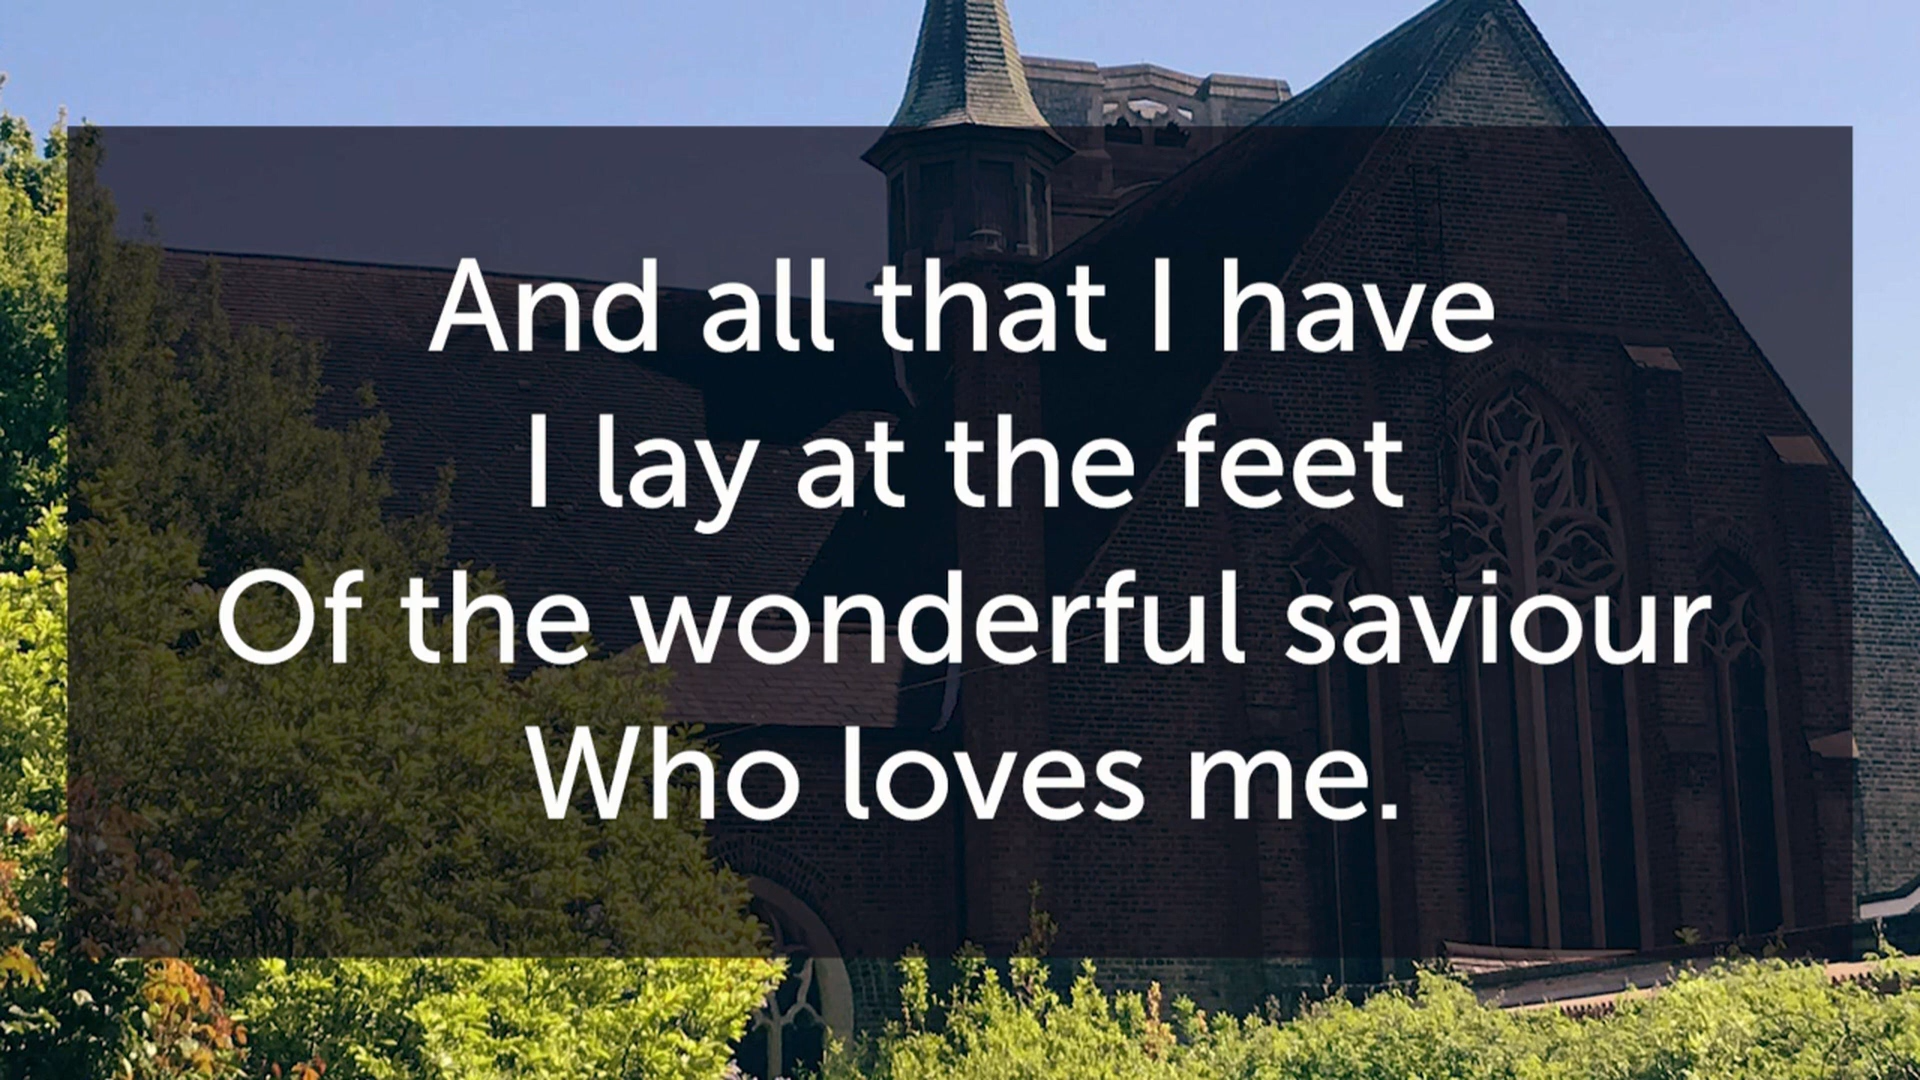 And all that I have
I lay at the feet
Of the wonderful saviour
Who loves me.